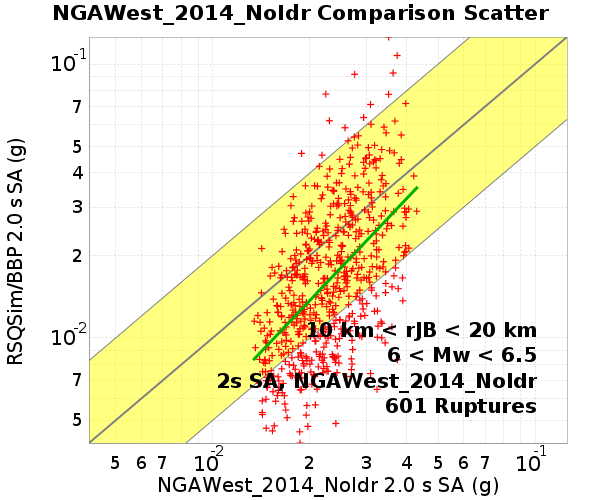 NGAWest_2014_NoIdr Comparison Scatter
RSQSim/BBP 2.0 s SA (g)
10-1
7
5
4
3
2
10-2
7
5
10 km < rJB < 20 km
6 < Mw < 6.5
2s SA, NGAWest_2014_NoIdr
601 Ruptures
5 6 7 10-2 2 3 4 5 6 7 10-1
NGAWest_2014_NoIdr 2.0 s SA (g)